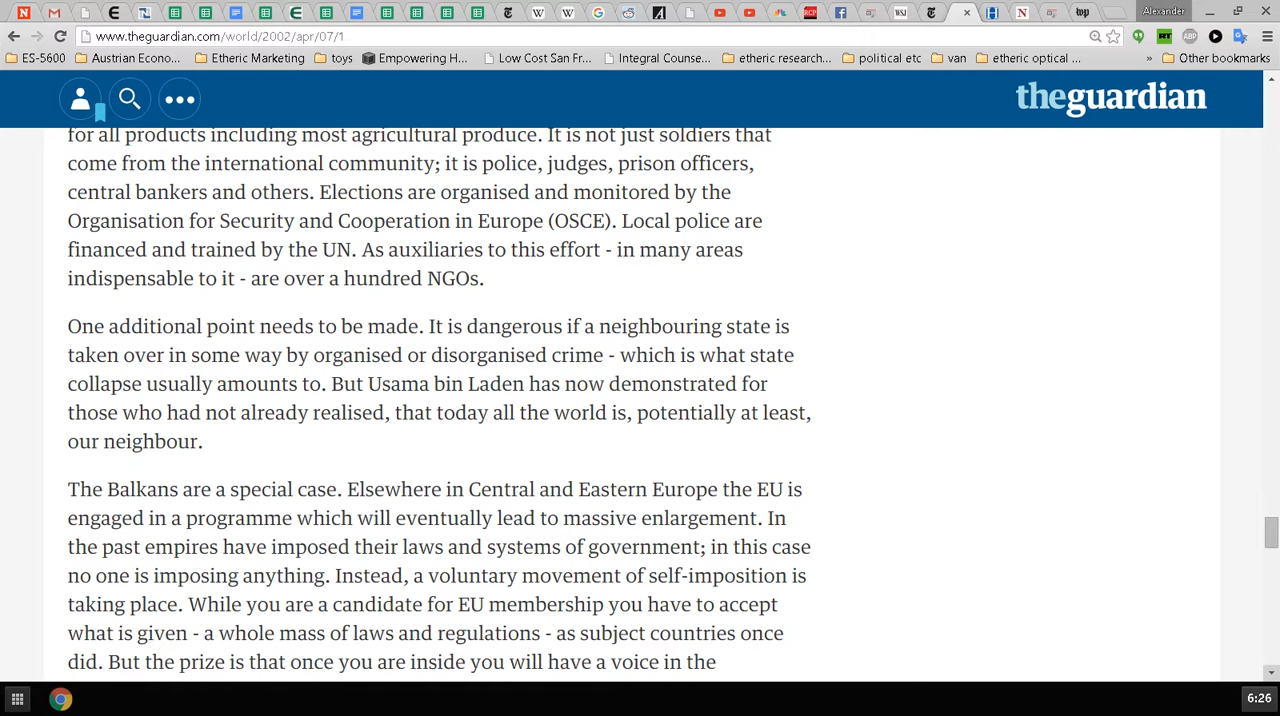 Alexander
www.theguardian.com/world/2002/apr/07/1
ES-5600 Austrian Econo... Etheric Marketing toys Empowering H... Low Cost San Fr... Integral Counse... etheric research... political etc van etheric optical ... » Other bookmarks
theguardian
for all products including most agricultural produce. It is not just soldiers that
come from the international community; it is police, judges, prison officers,
central bankers and others. Elections are organised and monitored by the
Organisation for Security and Cooperation in Europe (OSCE). Local police are
financed and trained by the UN. As auxiliaries to this effort - in many areas
indispensable to it - are over a hundred NGOs.
One additional point needs to be made. It is dangerous if a neighbouring state is
taken over in some way by organised or disorganised crime - which is what state
collapse usually amounts to. But Usama bin Laden has now demonstrated for
those who had not already realised, that today all the world is, potentially at least,
our neighbour.
The Balkans are a special case. Elsewhere in Central and Eastern Europe the EU is
engaged in a programme which will eventually lead to massive enlargement. In
the past empires have imposed their laws and systems of government; in this case
no one is imposing anything. Instead, a voluntary movement of self-imposition is
taking place. While you are a candidate for EU membership you have to accept
what is given - a whole mass of laws and regulations - as subject countries once
did. But the prize is that once you are inside you will have a voice in the
6:26